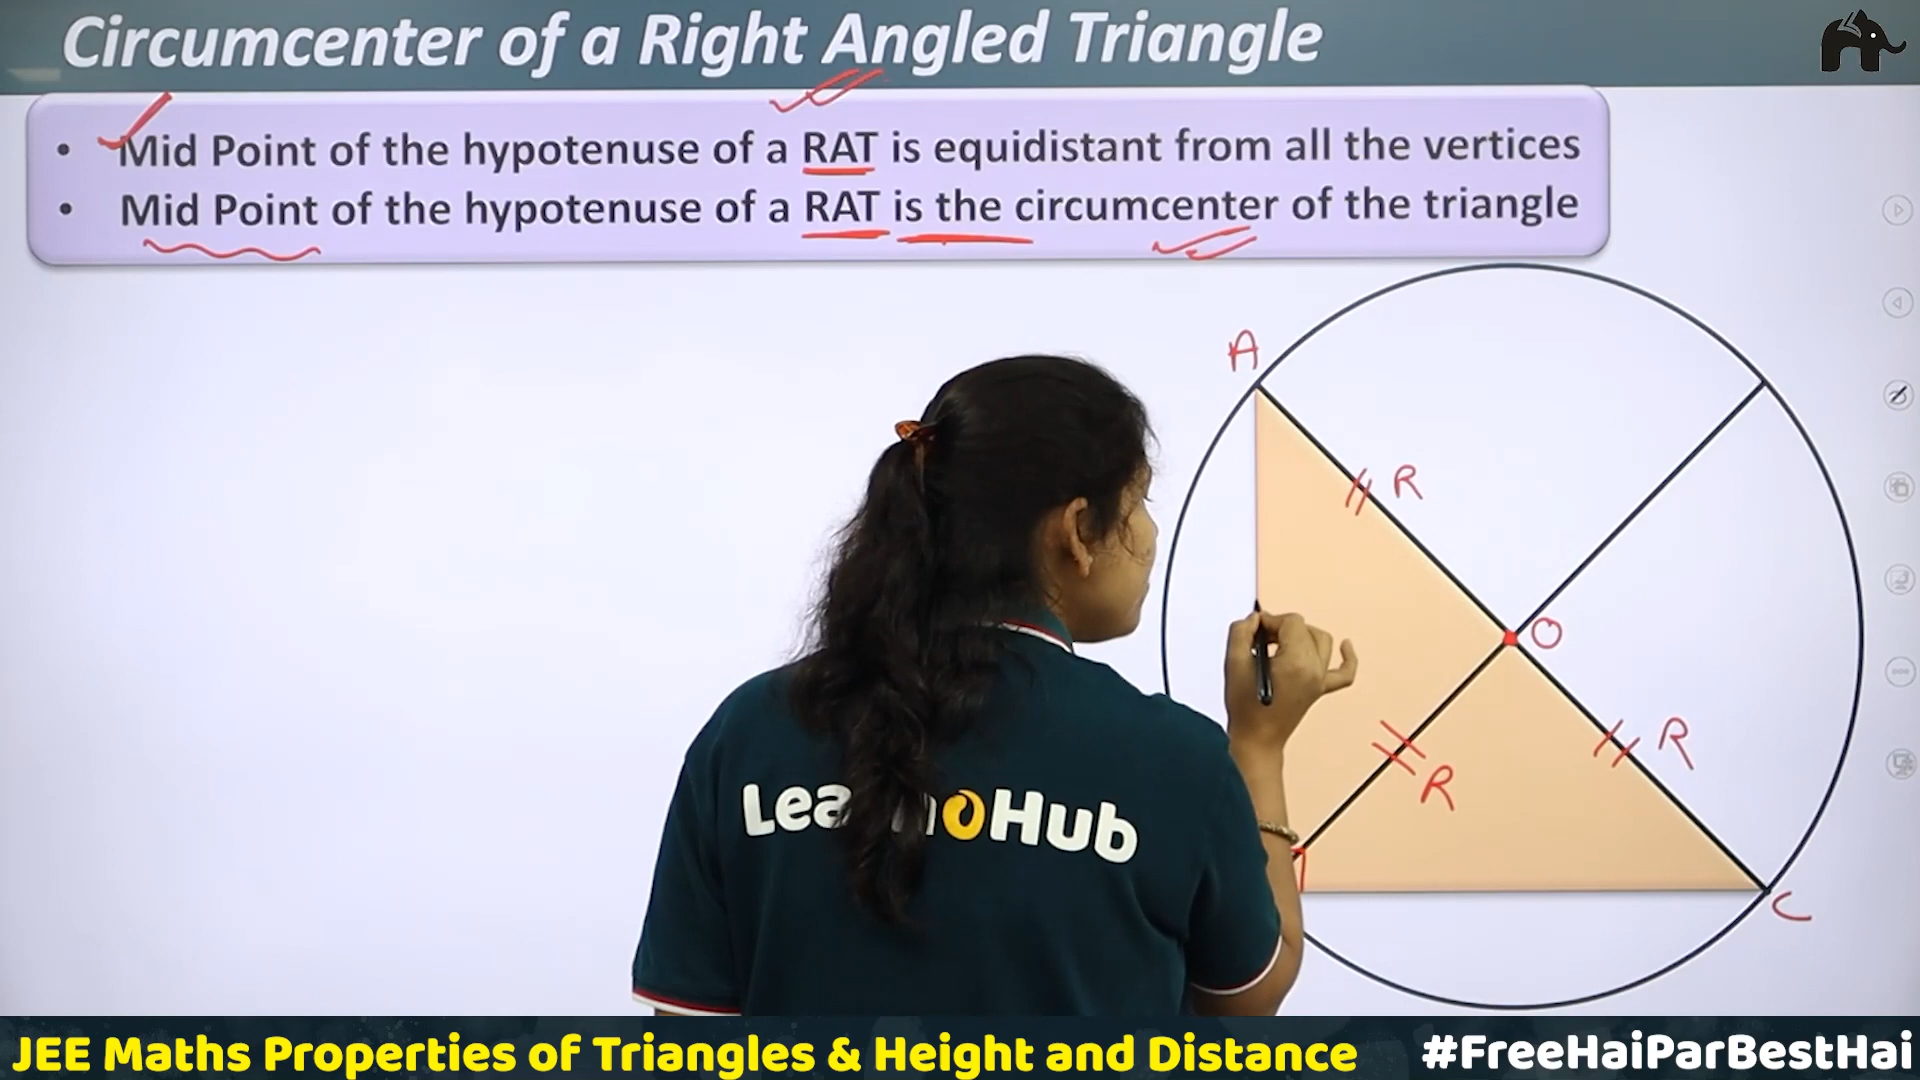 Circumcenter of a Right Angled Triangle
• Mid Point of the hypotenuse of a RAT is equidistant from all the vertices
• Mid Point of the hypotenuse of a RAT is the circumcenter of the triangle
A
R
O
R
R
C
JEE Maths Properties of Triangles & Height and Distance
#FreeHaiParBestHai